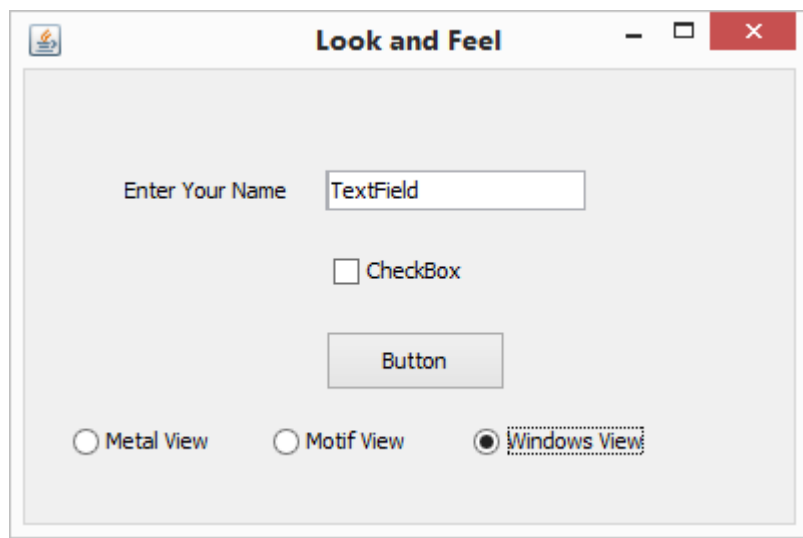 Look and Feel
Enter Your Name TextField
CheckBox
Button
Metal View Motif View Windows View